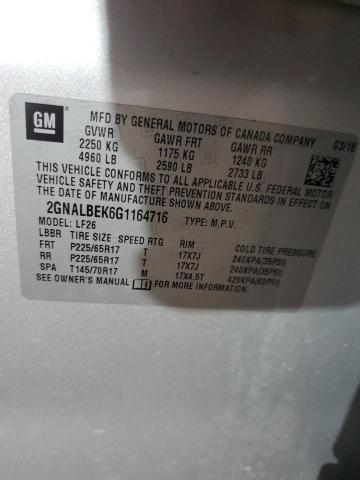 GM
MFD BY GENERAL MOTORS OF CANADA COMPANY 03/16
GVWR GAWR FRT GAWR RR
2250 KG 1175 KG 1240 KG
4960 LB 2590 LB 2733 LB
THIS VEHICLE CONFORMS TO ALL APPLICABLE U.S. FEDERAL
MOTOR VEHICLE SAFETY STANDARDS IN EFFECT ON
THE DATE OF MANUFACTURE SHOWN ABOVE.
2GNALBEK6G1164716 TYPE: M.P.V.
MODEL: LF26
LBBR TIRE SIZE SPEED RTG RIM COLD TIRE PRESSURE
FRT P225/65R17 T 17X7J 240KPA(35PSI)
RR P225/65R17 T 17X7J 240KPA(35PSI)
SPA T145/70R17 M 17X4.5T 420KPA(60PSI)
SEE OWNER'S MANUAL FOR MORE INFORMATION